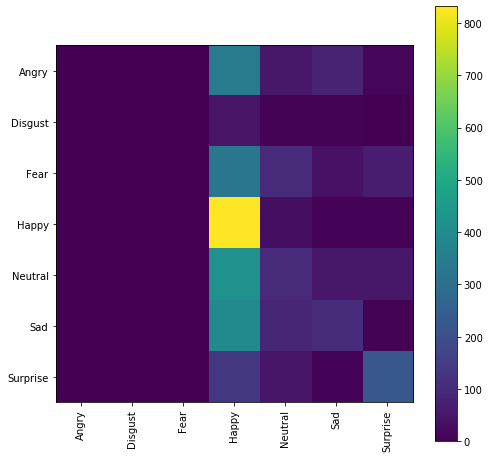 Angry
Disgust
Fear
Happy
Neutral
Sad
Surprise
Angry
Disgust
Fear
Happy
Neutral
Sad
Surprise
800
700
600
500
400
300
200
100
0